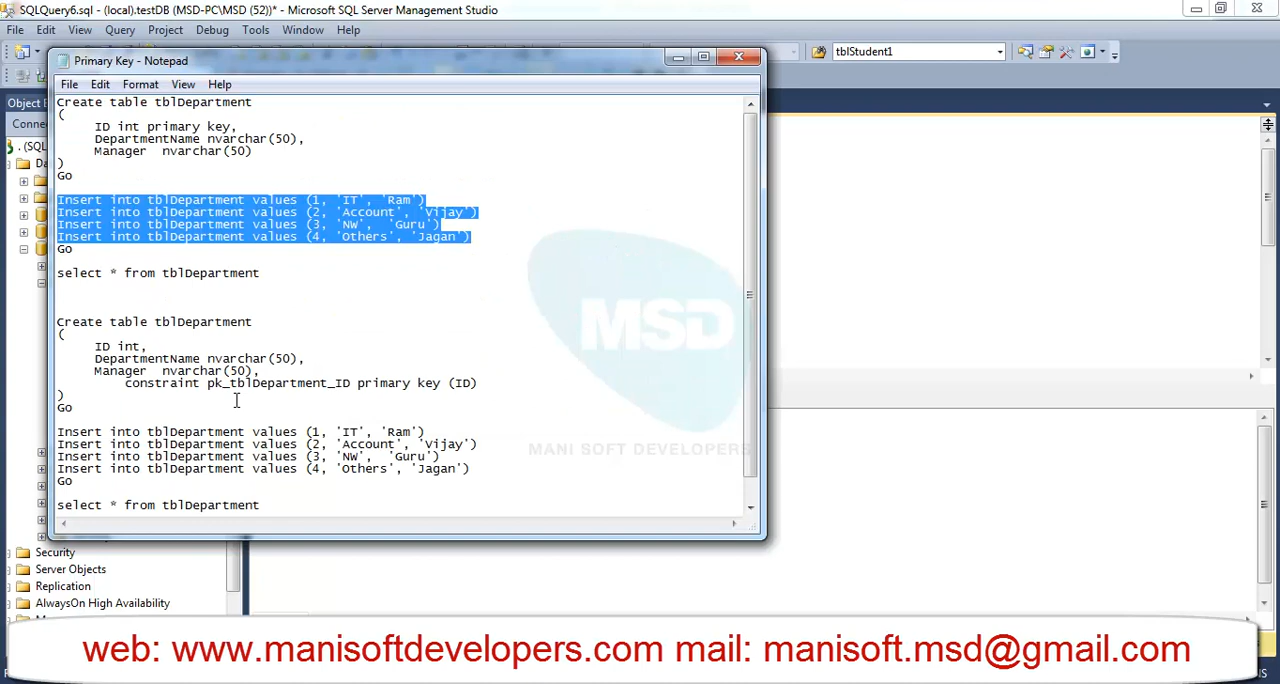 SQLQuery6.sql - (local).testDB (MSD-PC\MSD (52))* - Microsoft SQL Server Management Studio
File Edit View Query Project Debug Tools Window Help
tblStudent1
Primary Key - Notepad
File Edit Format View Help
Create table tblDepartment
(
ID int primary key,
DepartmentName nvarchar(50),
Manager nvarchar(50)
)
Go
Insert into tblDepartment values (1, 'IT', 'Ram')
Insert into tblDepartment values (2, 'Account', 'Vijay')
Insert into tblDepartment values (3, 'NW', 'Guru')
Insert into tblDepartment values (4, 'Others', 'Jagan')
Go
select * from tblDepartment
Create table tblDepartment
(
ID int,
DepartmentName nvarchar(50),
Manager nvarchar(50),
constraint pk_tblDepartment_ID primary key (ID)
)
Go
Insert into tblDepartment values (1, 'IT', 'Ram')
Insert into tblDepartment values (2, 'Account', 'Vijay')
Insert into tblDepartment values (3, 'NW', 'Guru')
Insert into tblDepartment values (4, 'Others', 'Jagan')
Go
select * from tblDepartment
MSD
MANI SOFT DEVELOPERS
Object
Conne
. (SQL
Da
Security
Server Objects
Replication
AlwaysOn High Availability
web: www.manisoftdevelopers.com mail: manisoft.msd@gmail.com